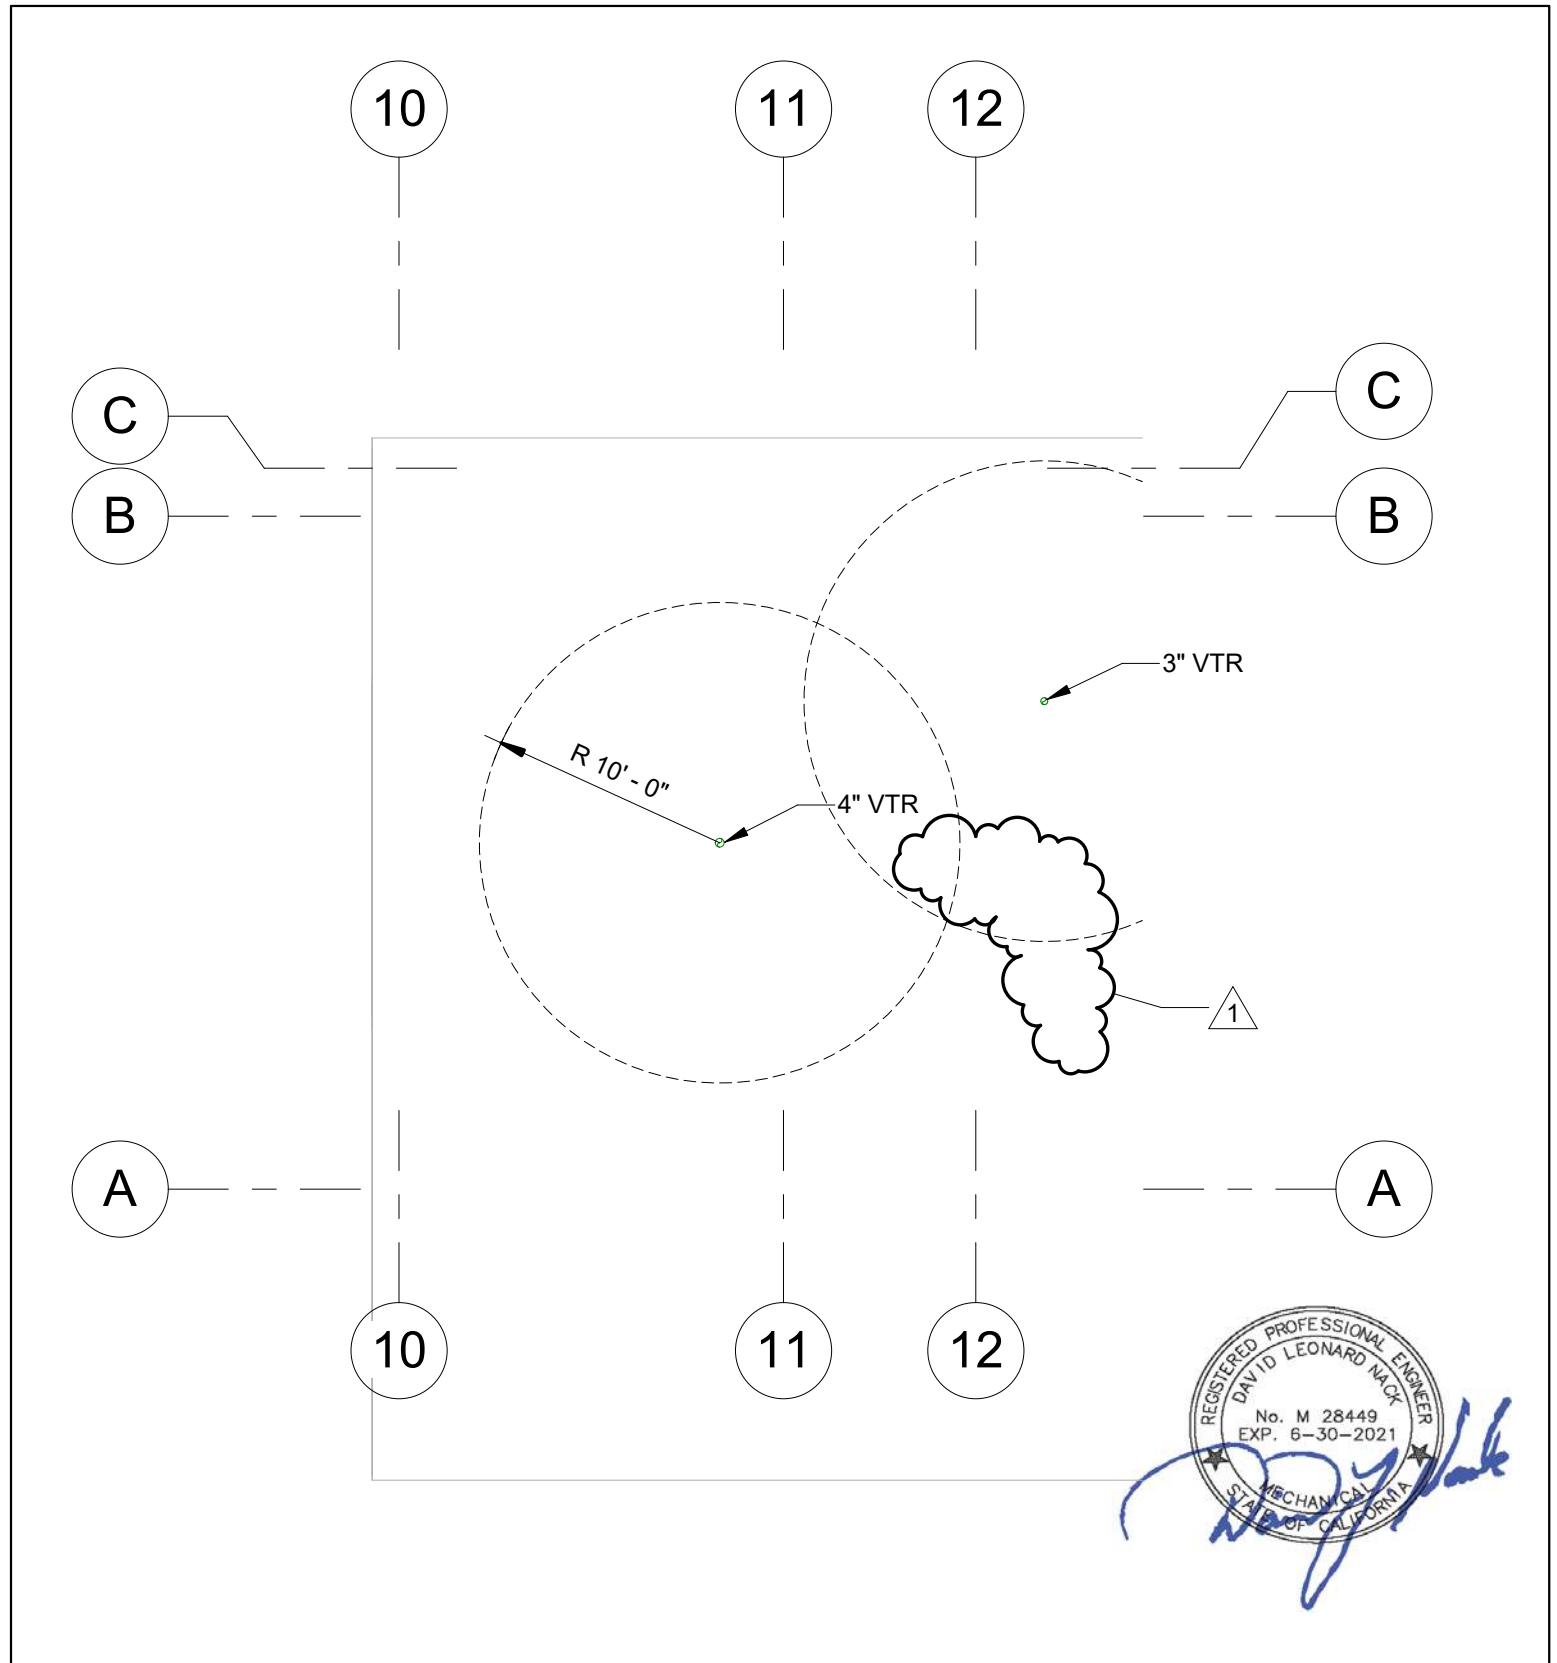 10 11 12
C C
B B
3" VTR
R 10' - 0"
4" VTR
1
A A
10 11 12
REGISTERED PROFESSIONAL ENGINEER
DAVID LEONARD NACK
No. M 28449
EXP. 6-30-2021
MECHANICAL
STATE OF CALIFORNIA